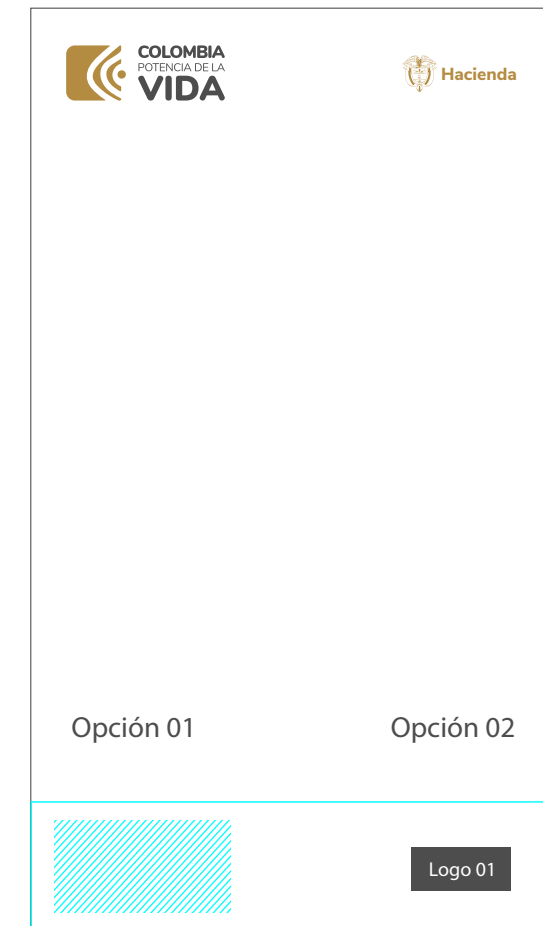 COLOMBIA
POTENCIA DE LA
VIDA
Hacienda
Opción 01
Opción 02
Logo 01